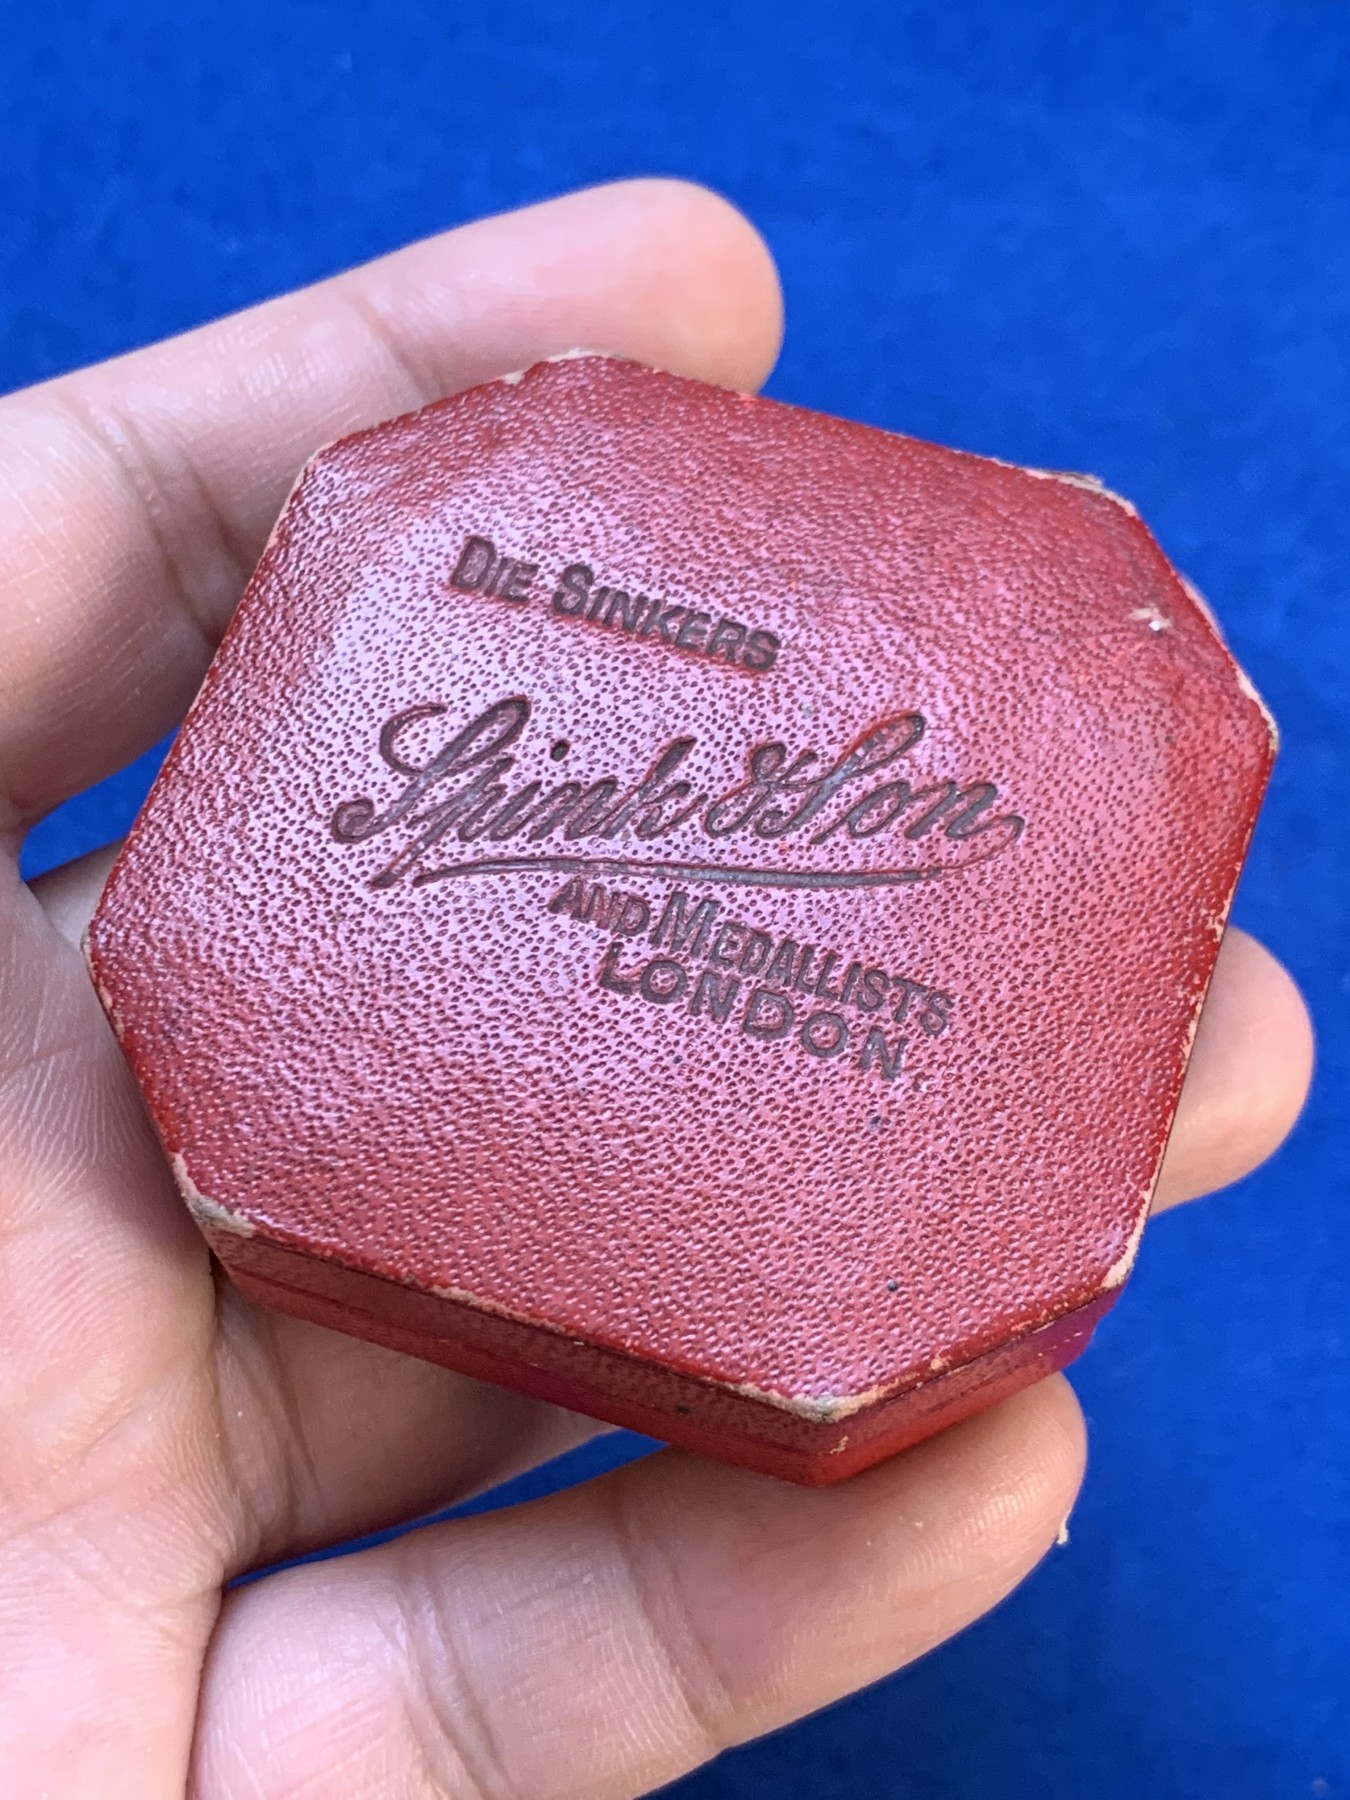 DIE SINKERS
Spink & Son
AND MEDALLISTS
LONDON.